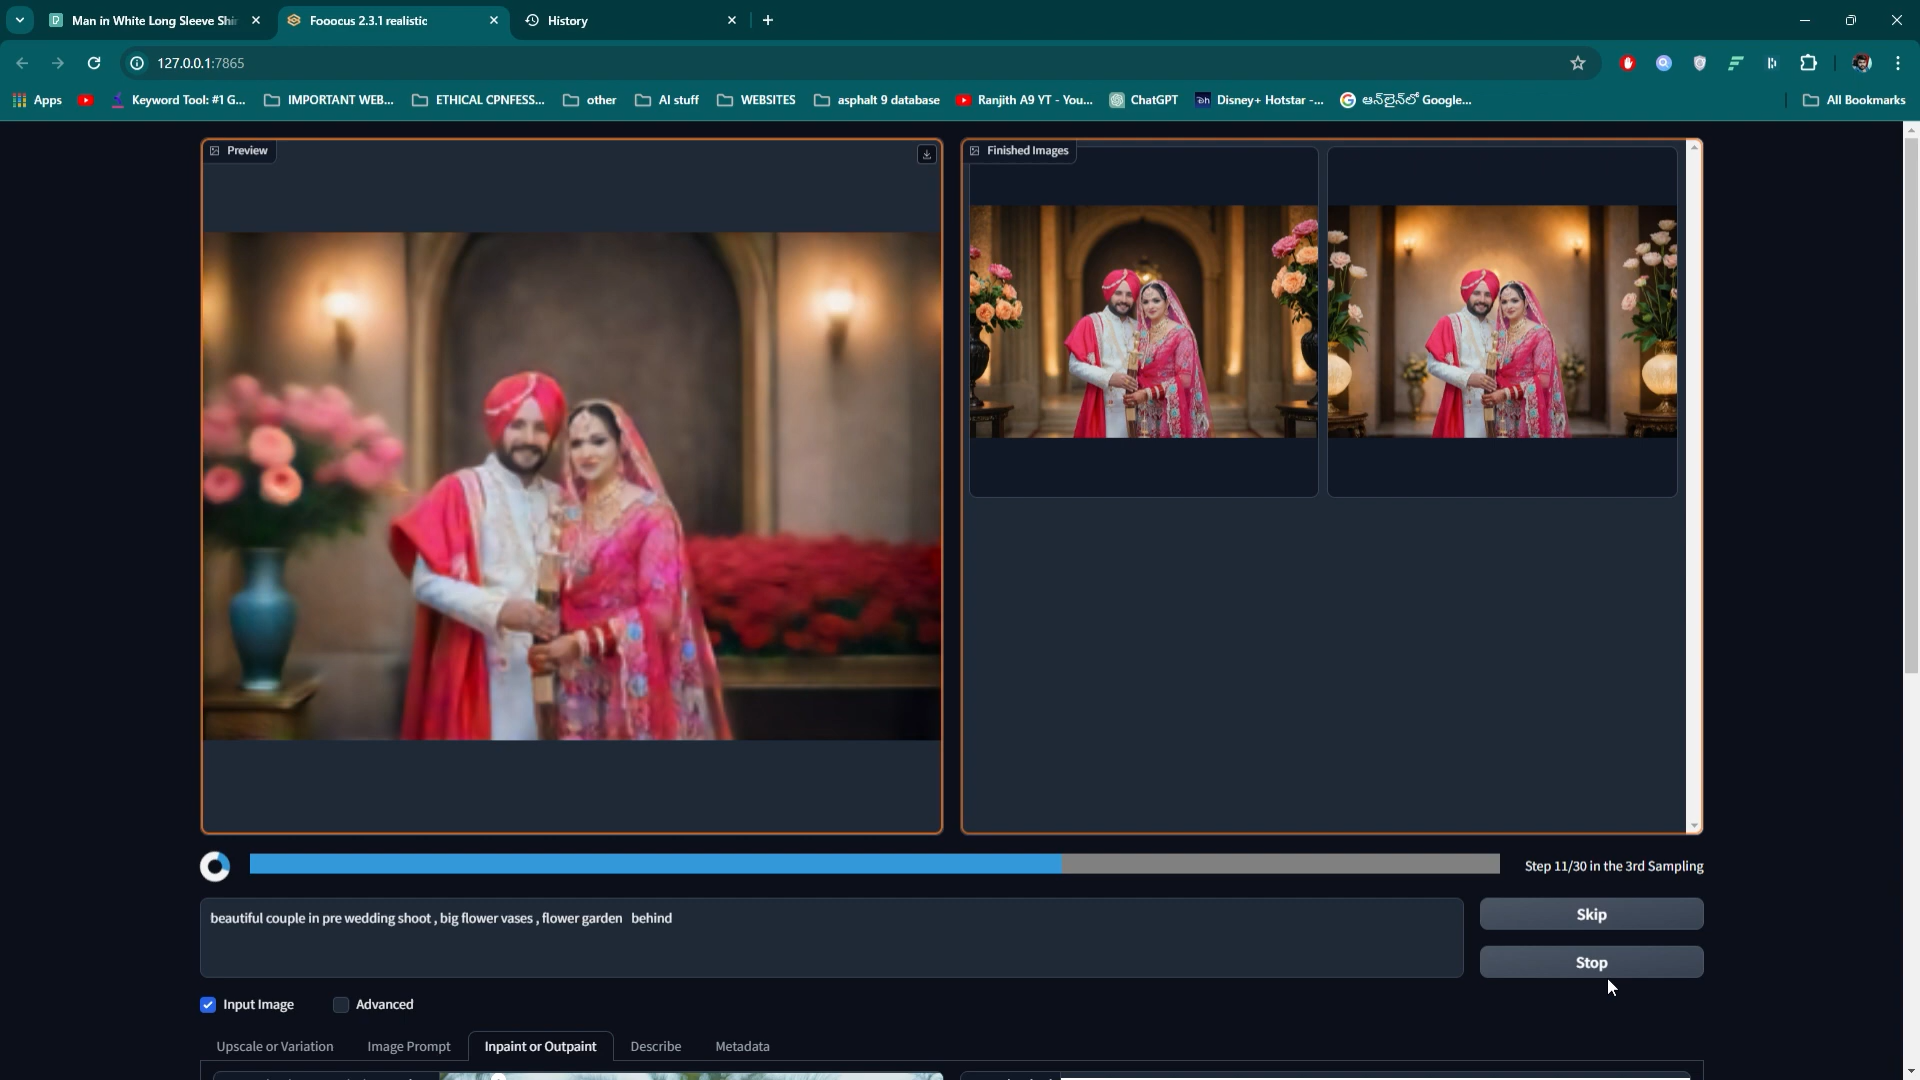 Man in White Long Sleeve Shir
Fooocus 2.3.1 realistic
History
127.0.0.1:7865
Apps
Keyword Tool: #1 G...
IMPORTANT WEB...
ETHICAL CPNFESS...
other
AI stuff
WEBSITES
asphalt 9 database
Ranjith A9 YT - You...
ChatGPT
Disney+ Hotstar -...
ఆన్‌లైన్‌లో Google...
All Bookmarks
Preview
Finished Images
Step 11/30 in the 3rd Sampling
beautiful couple in pre wedding shoot , big flower vases , flower garden behind
Skip
Stop
Input Image
Advanced
Upscale or Variation
Image Prompt
Inpaint or Outpaint
Describe
Metadata